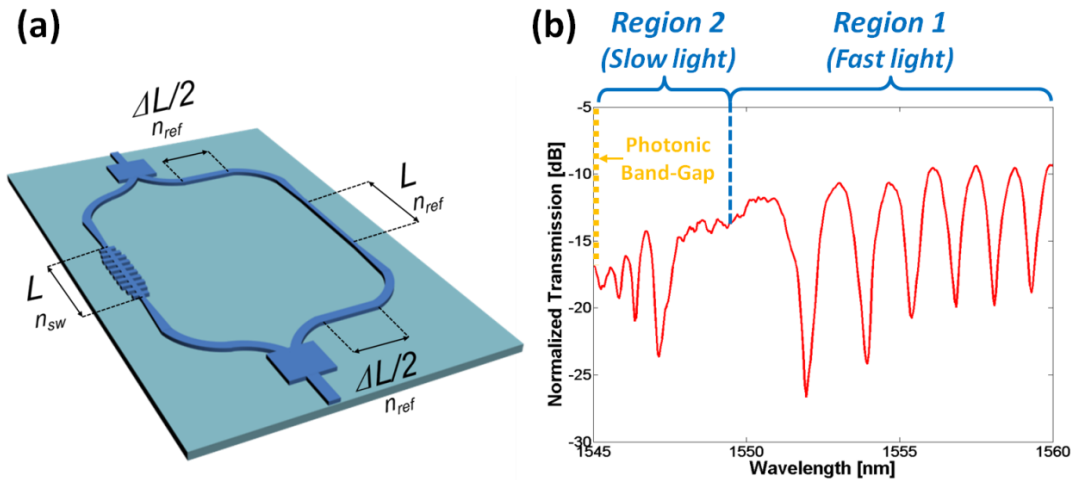 (a)
ΔL/2
n_ref
L
n_ref
L
n_sw
ΔL/2
n_ref
(b)
Region 2
(Slow light)
Region 1
(Fast light)
Photonic
Band-Gap
Normalized Transmission [dB]
-5
-10
-15
-20
-25
-30
1545
1550
1555
1560
Wavelength [nm]